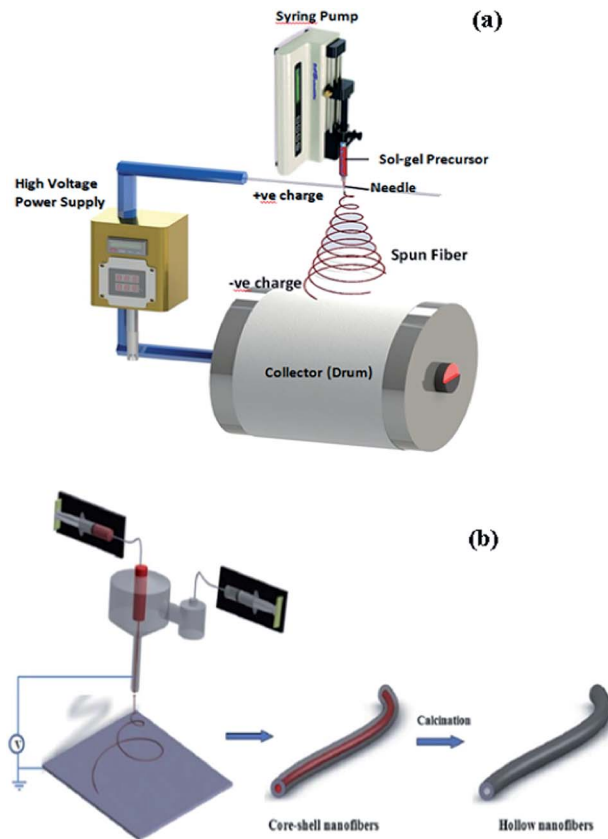 Syring Pump
(a)
Sol-gel Precursor
High Voltage
Power Supply
+ve charge
Needle
Spun Fiber
-ve charge
Collector (Drum)
(b)
V
Calcination
Core-shell nanofibers
Hollow nanofibers